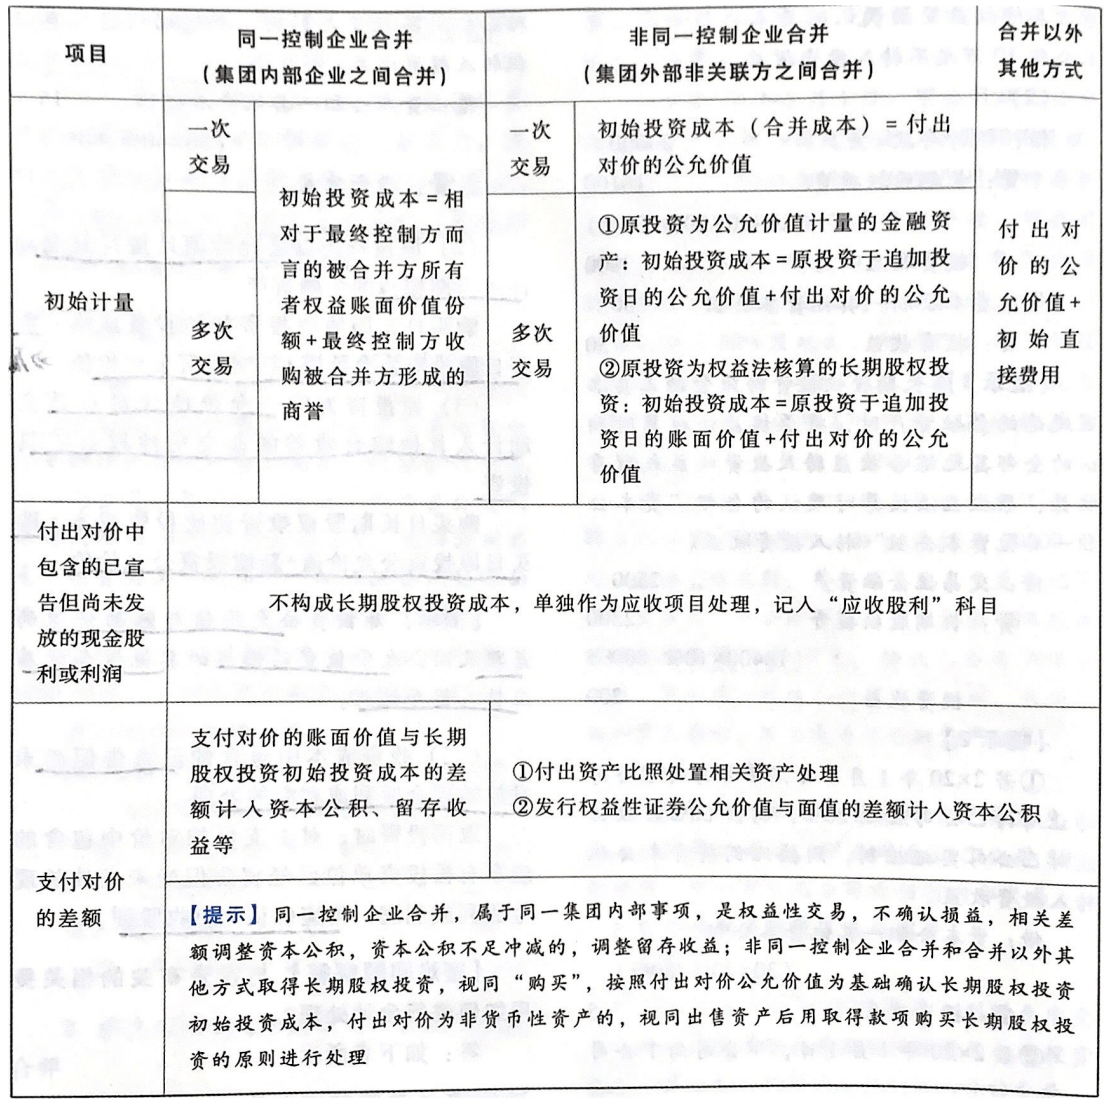 项目
同一控制企业合并
（集团内部企业之间合并）
非同一控制企业合并
（集团外部非关联方之间合并）
合并以外
其他方式
初始计量
一次
交易
多次
交易
初始投资成本=相
对于最终控制方而
言的被合并方所有
者权益账面价值份
额+最终控制方收
购被合并方形成的
商誉
一次
交易
初始投资成本（合并成本）=付出
对价的公允价值
多次
交易
①原投资为公允价值计量的金融资
产：初始投资成本=原投资于追加投
资日的公允价值+付出对价的公允
价值
②原投资为权益法核算的长期股权投
资：初始投资成本=原投资于追加投
资日的账面价值+付出对价的公允
价值
付出对
价的公
允价值+
初始直
接费用
付出对价中
包含的已宣
告但尚未发
放的现金股
利或利润
不构成长期股权投资成本，单独作为应收项目处理，记入“应收股利”科目
支付对价
的差额
支付对价的账面价值与长期
股权投资初始投资成本的差
额计入资本公积、留存收
益等
①付出资产比照处置相关资产处理
②发行权益性证券公允价值与面值的差额计入资本公积
【提示】同一控制企业合并，属于同一集团内部事项，是权益性交易，不确认损益，相关差
额调整资本公积，资本公积不足冲减的，调整留存收益；非同一控制企业合并和合并以外其
他方式取得长期股权投资，视同“购买”，按照付出对价公允价值为基础确认长期股权投资
初始投资成本，付出对价为非货币性资产的，视同出售资产后用取得款项购买长期股权投
资的原则进行处理